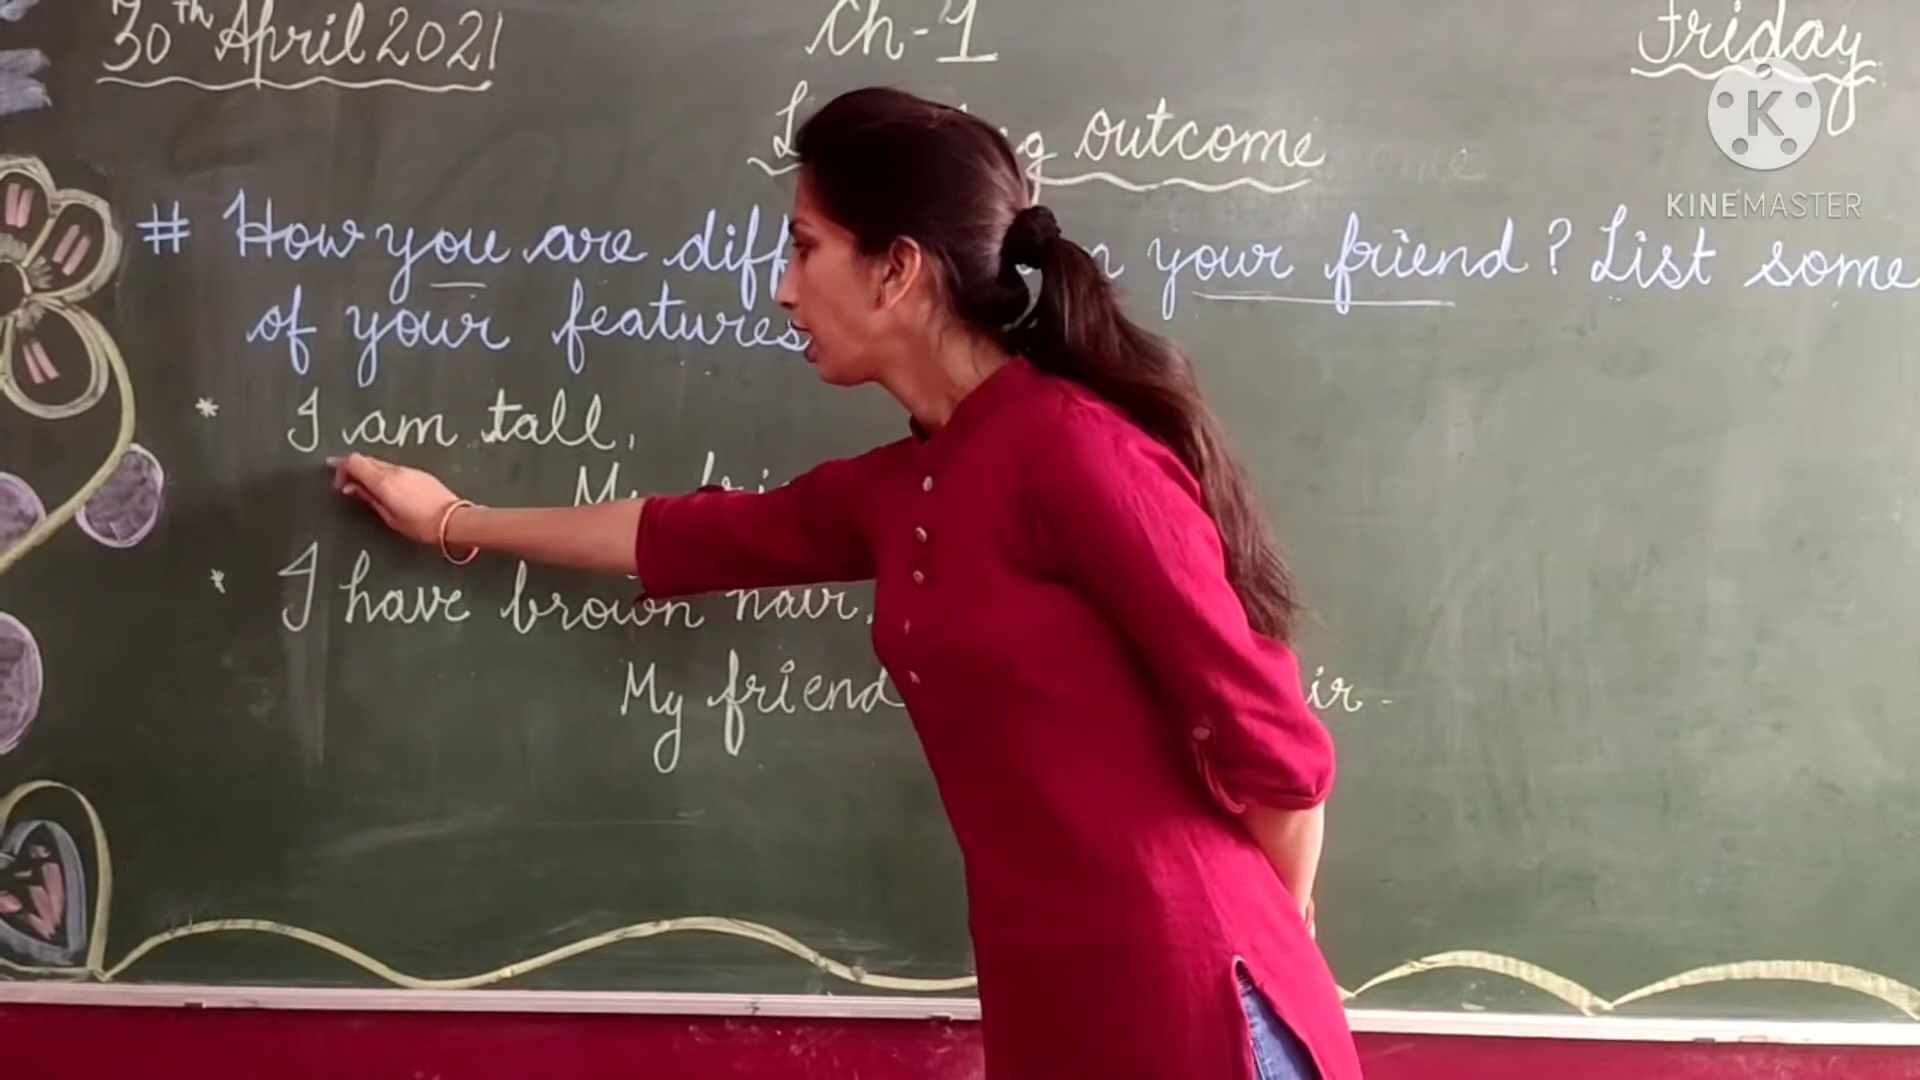 30th April 2021 Ch-1 Friday
outcome
# How you are your friend? List some
of your features
* I am tall,
My
* I have brown hair,
My friend
KINEMASTER